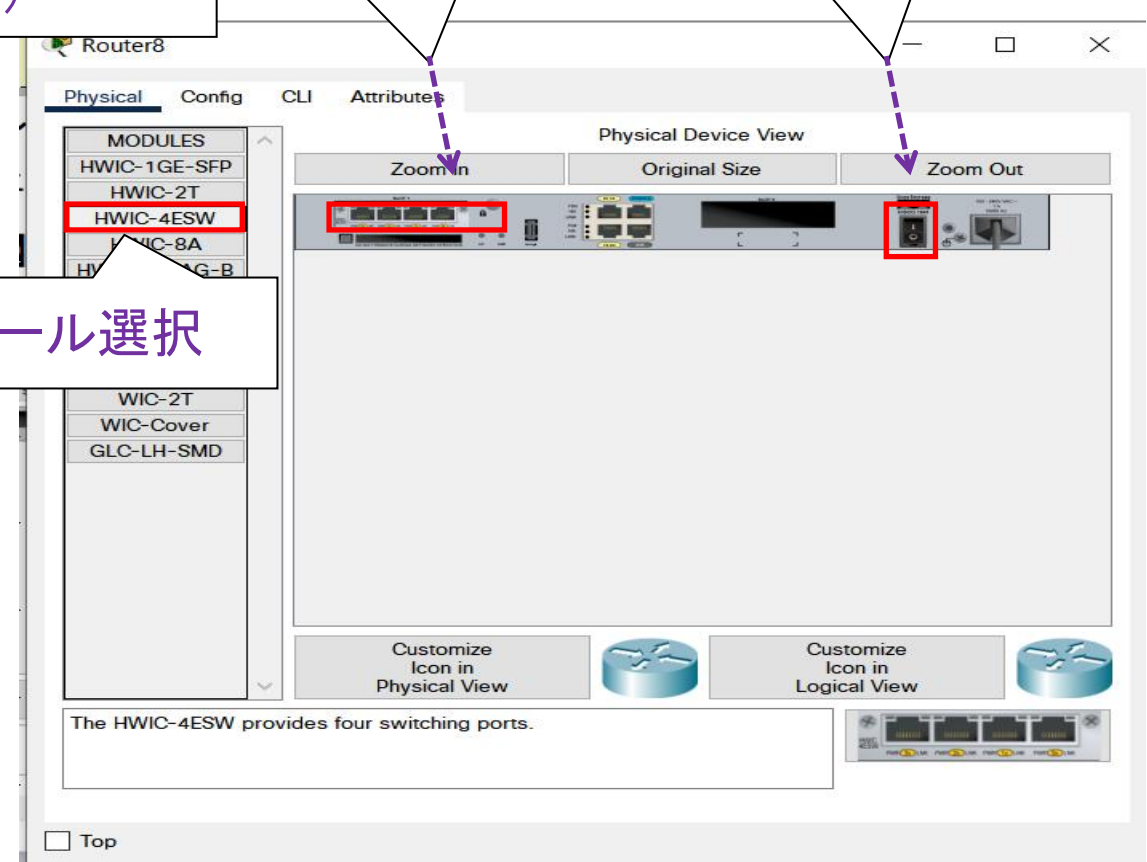 Router8
Physical Config CLI Attributes
MODULES
HWIC-1GE-SFP
HWIC-2T
HWIC-4ESW
HWIC-8A
ール選択
WIC-2T
WIC-Cover
GLC-LH-SMD
Physical Device View
Zoom In Original Size Zoom Out
Customize
Icon in
Physical View
Customize
Icon in
Logical View
The HWIC-4ESW provides four switching ports.
Top